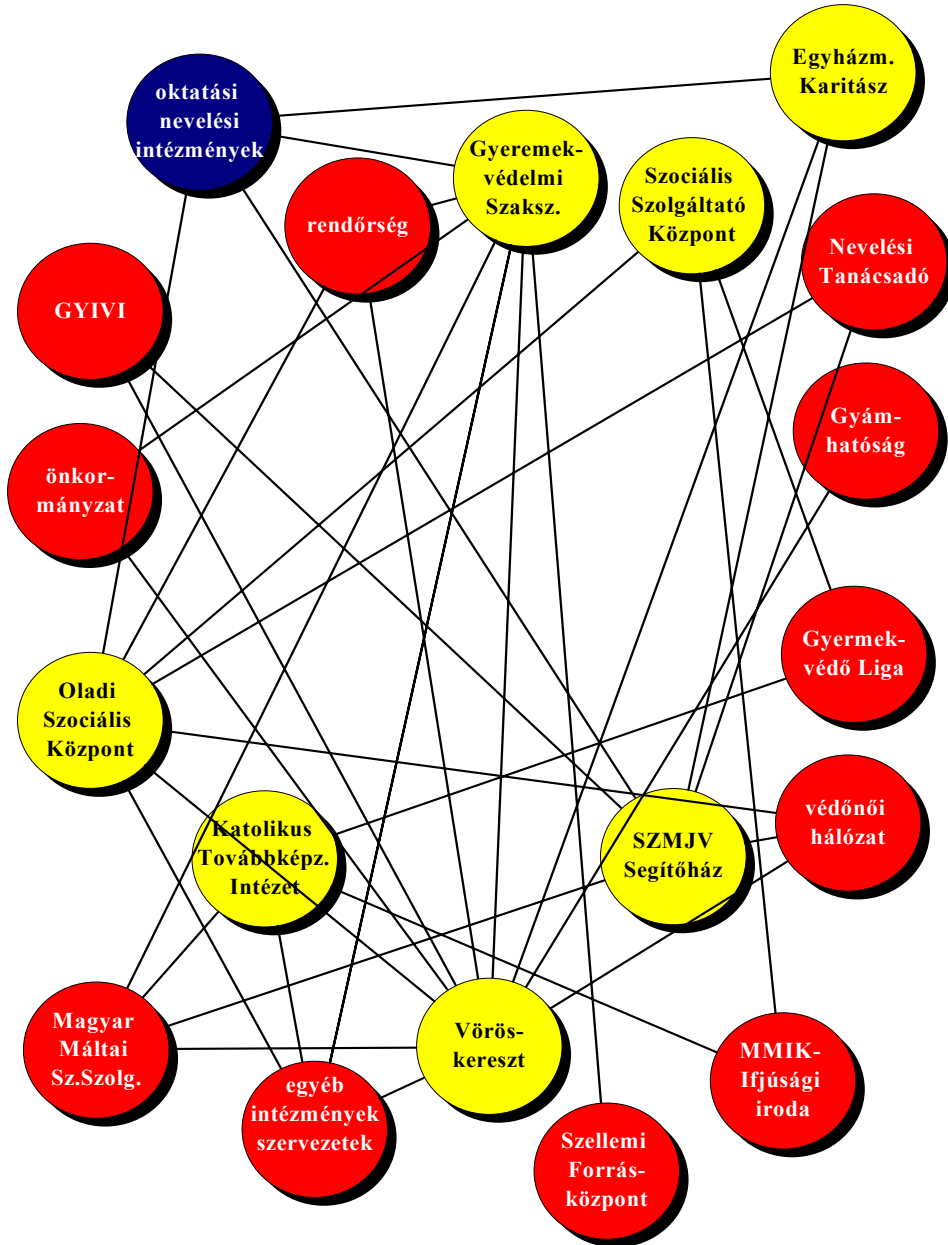 Egyházm.
Karitász
oktatási
nevelési
intézmények
Gyeremek-
védelmi
Szaksz.
Szociális
Szolgáltató
Központ
rendőrség
Nevelési
Tanácsadó
GYIVI
Gyám-
hatóság
önkor-
mányzat
Gyermek-
védő Liga
Oladi
Szociális
Központ
védőnői
hálózat
Katolikus
Továbbképz.
Intézet
SZMJV
Segítőház
Magyar
Máltai
Sz.Szolg.
Vörös-
kereszt
MMIK-
Ifjúsági
iroda
egyéb
intézmények
szervezetek
Szellemi
Forrás-
központ